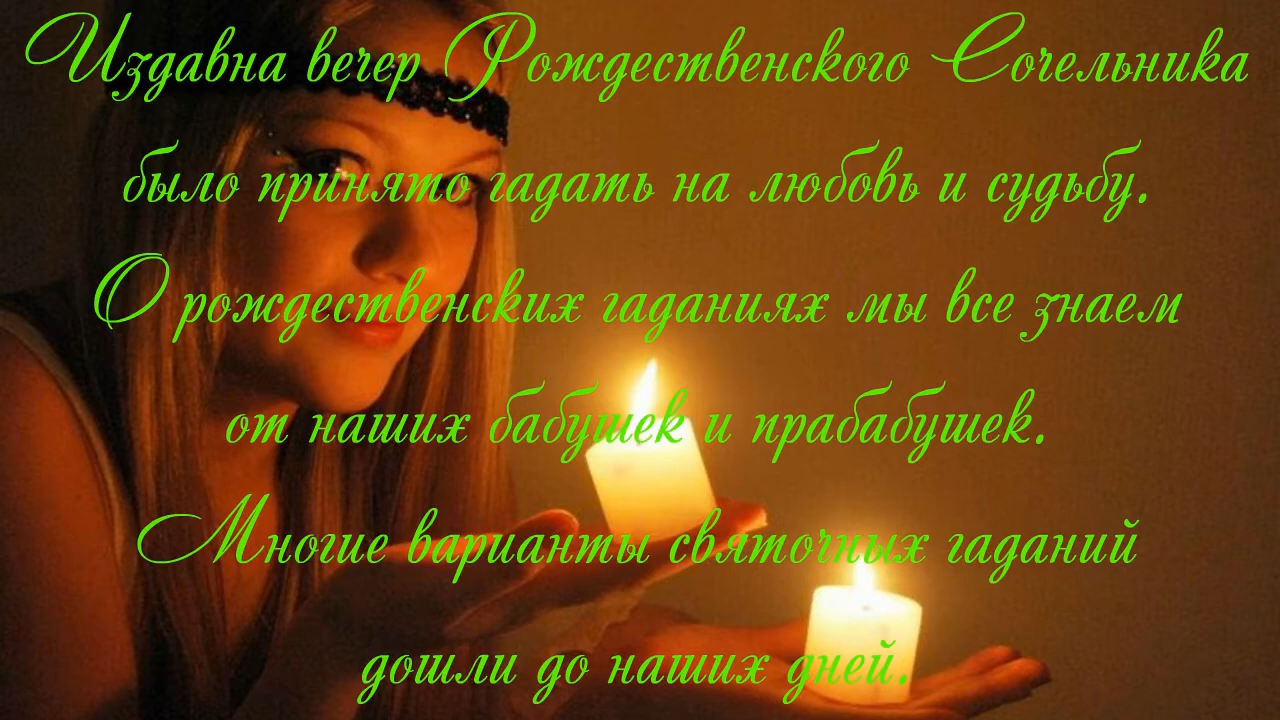 Издавна вечер Рождественского Сочельника
было принято гадать на любовь и судьбу.
О рождественских гаданиях мы все знаем
от наших бабушек и прабабушек.
Многие варианты святочных гаданий
дошли до наших дней.